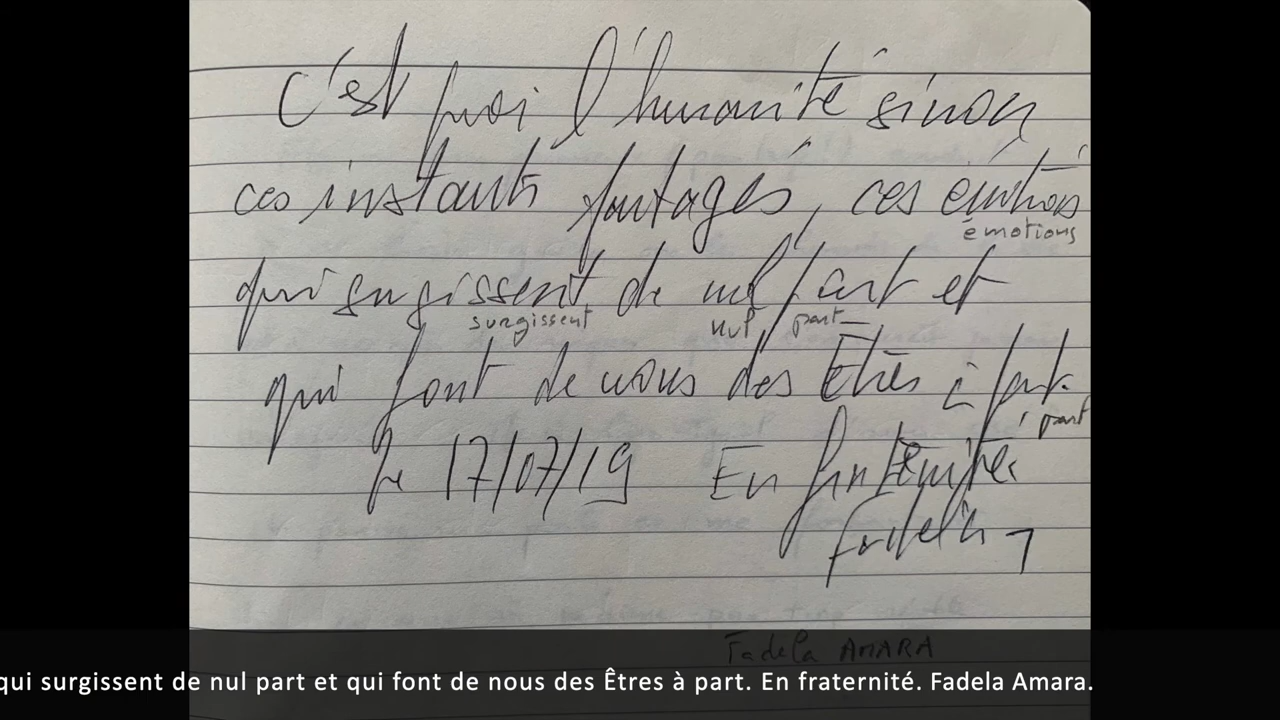 C'est quoi l'humanité sinon
ces instants partagés, ces émotions
émotions
qui surgissent de nul part et
surgissent nul part
qui font de nous des Êtres à part.
à part
le 17/07/19 En fraternité.
Fadela
Fadela AMARA
qui surgissent de nul part et qui font de nous des Êtres à part. En fraternité. Fadela Amara.